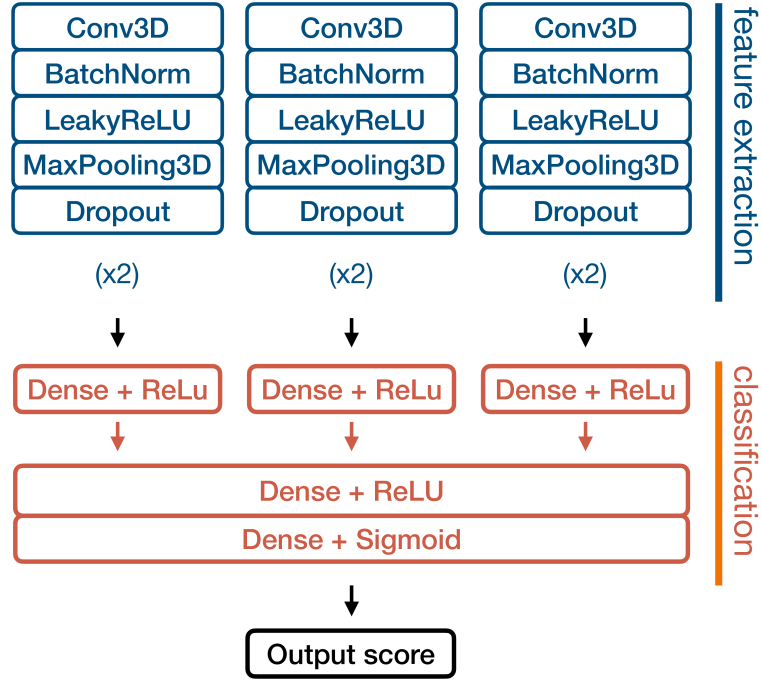 Conv3D
Conv3D
Conv3D
BatchNorm
BatchNorm
BatchNorm
LeakyReLU
LeakyReLU
LeakyReLU
MaxPooling3D
MaxPooling3D
MaxPooling3D
Dropout
Dropout
Dropout
(x2)
(x2)
(x2)
feature extraction
Dense + ReLu
Dense + ReLu
Dense + ReLu
Dense + ReLU
Dense + Sigmoid
classification
Output score